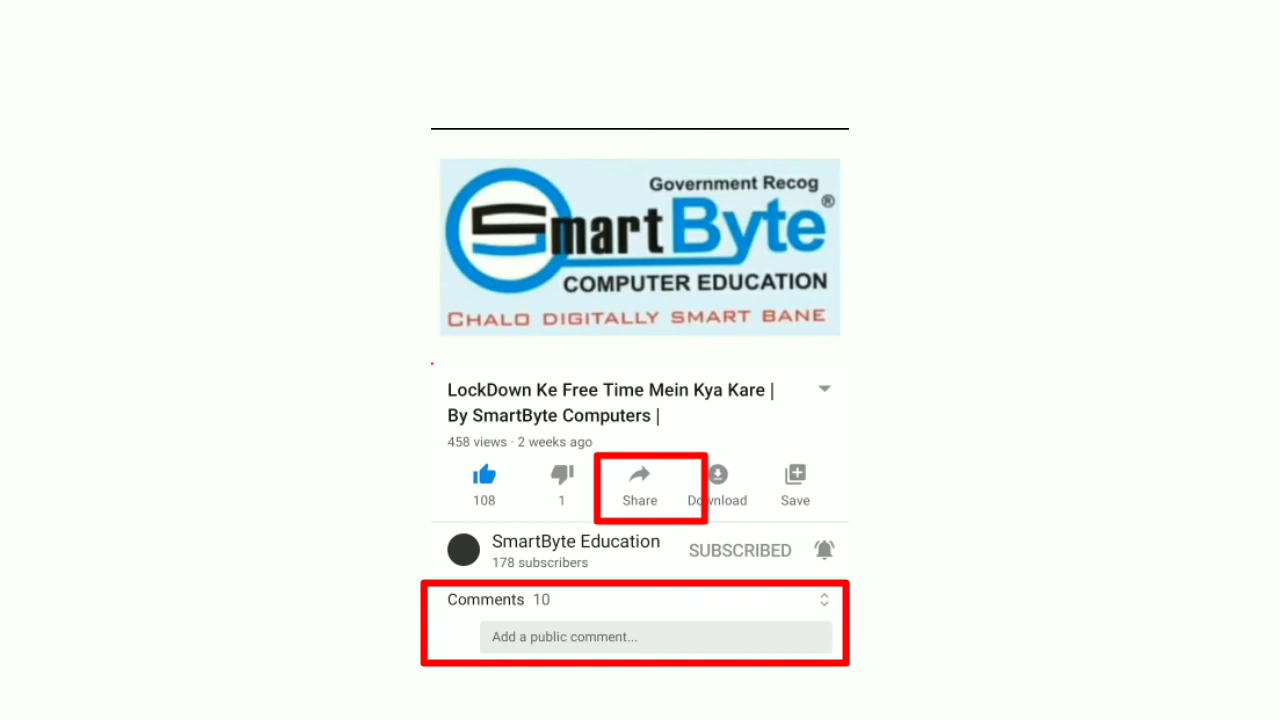 Government Recog
SmartByte®
COMPUTER EDUCATION
CHALO DIGITALLY SMART BANE
LockDown Ke Free Time Mein Kya Kare |
By SmartByte Computers |
458 views · 2 weeks ago
108 1 Share Download Save
SmartByte Education SUBSCRIBED
178 subscribers
Comments 10
Add a public comment...